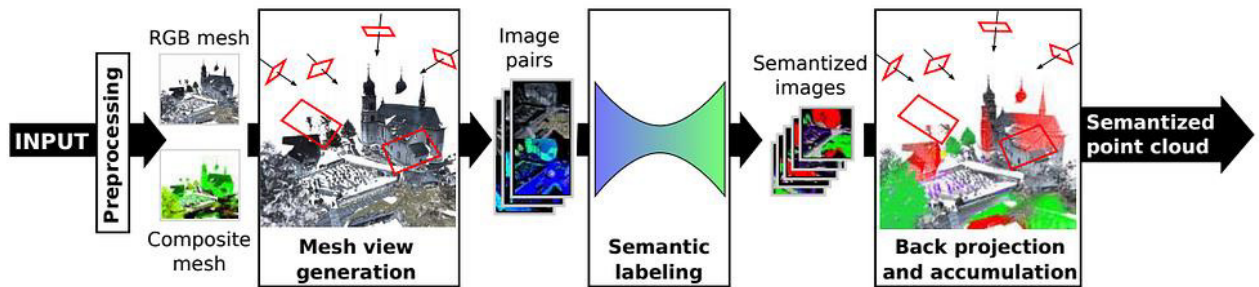 INPUT
Preprocessing
RGB mesh
Composite
mesh
Mesh view
generation
Image
pairs
Semantic
labeling
Semantized
images
Back projection
and accumulation
Semantized
point cloud